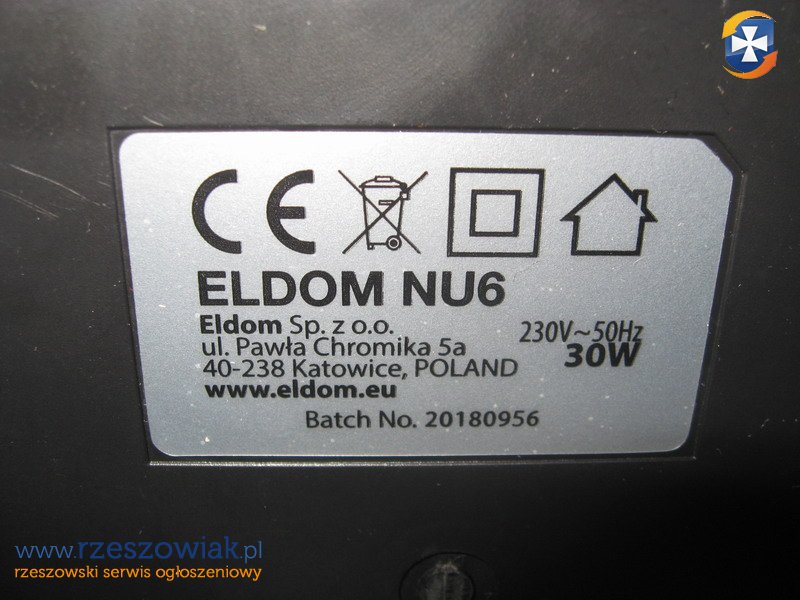 CE
ELDOM NU6
Eldom Sp. z o.o.
ul. Pawła Chromika 5a
40-238 Katowice, POLAND
www.eldom.eu
230V~50Hz
30W
Batch No. 20180956
www.rzeszowiak.pl
rzeszowski serwis ogłoszeniowy